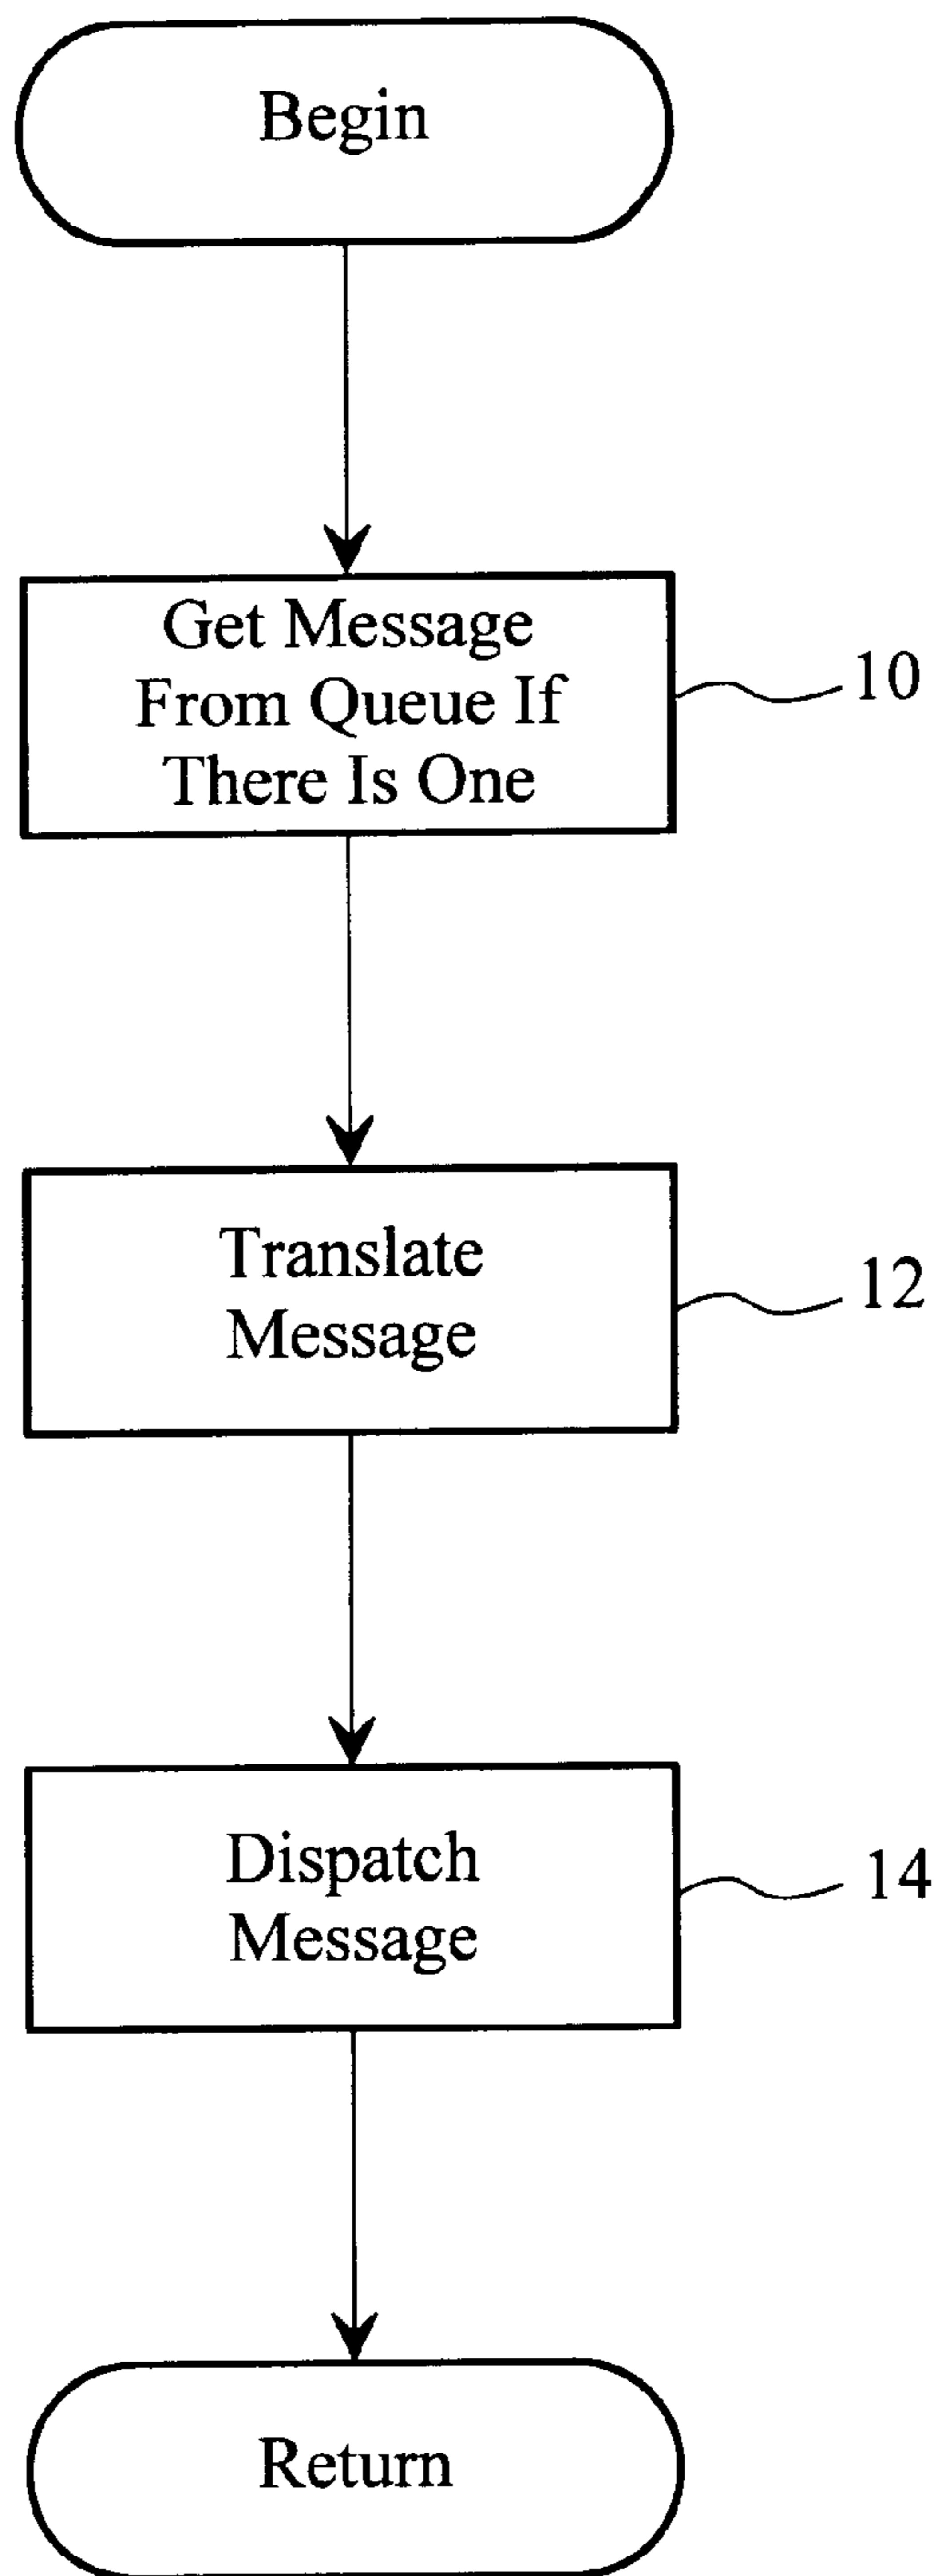 Begin
Get Message
From Queue If
There Is One
10
Translate
Message
12
Dispatch
Message
14
Return